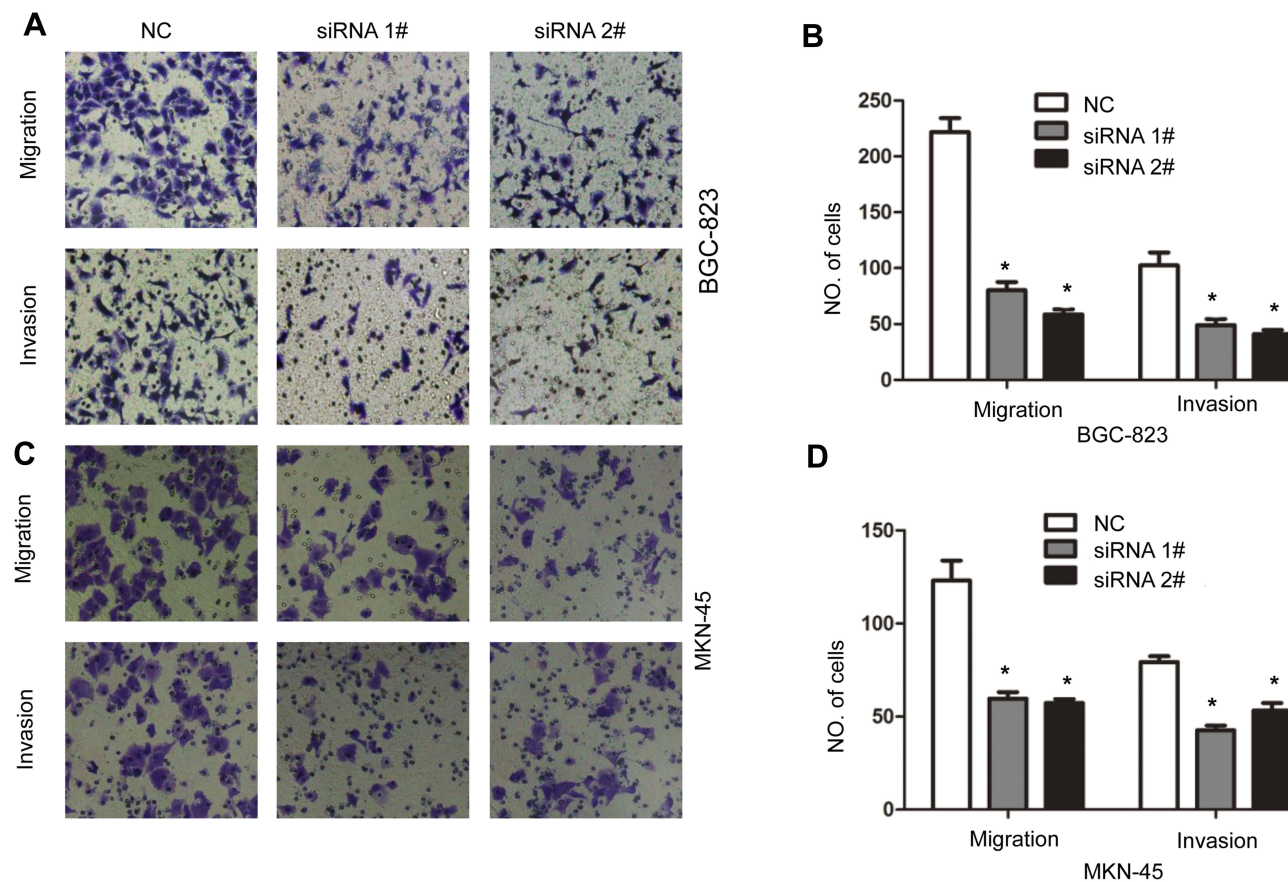 A
NC
siRNA 1#
siRNA 2#
Migration
Invasion
BGC-823
B
250
200
150
100
50
0
NO. of cells
NC
siRNA 1#
siRNA 2#
*
*
*
*
Migration
Invasion
BGC-823
C
Migration
Invasion
MKN-45
D
150
100
50
0
NO. of cells
NC
siRNA 1#
siRNA 2#
*
*
*
*
Migration
Invasion
MKN-45